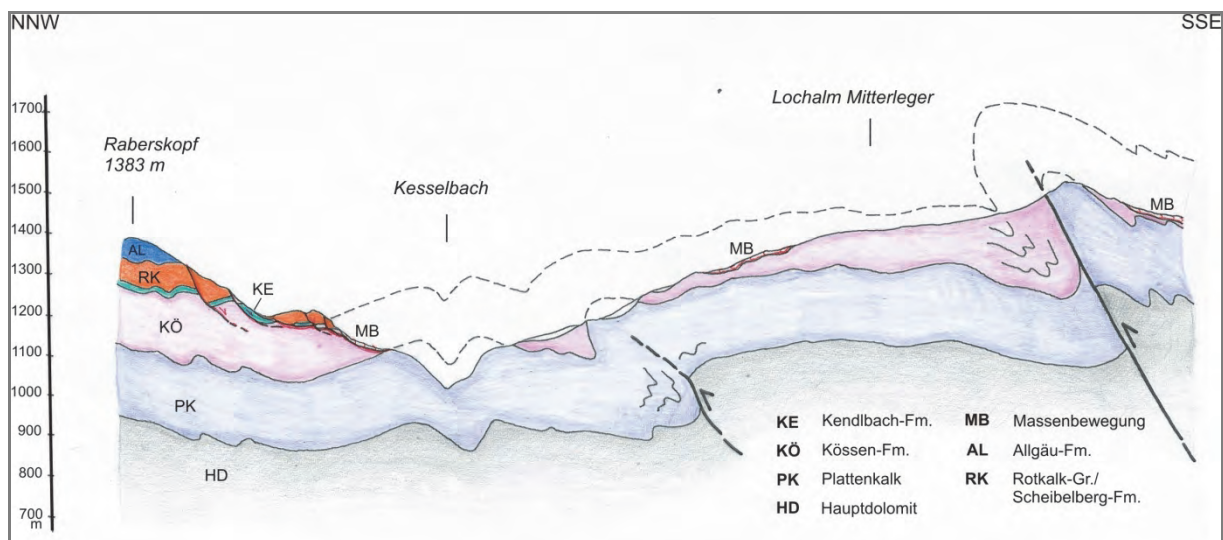 NNW
SSE
1700
1600
1500
1400
1300
1200
1100
1000
900
800
700
m
Raberskopf
1383 m
Kesselbach
Lochalm Mitterleger
AL
RK
KE
KÖ
MB
PK
HD
MB
MB
KE Kendlbach-Fm.
KÖ Kössen-Fm.
PK Plattenkalk
HD Hauptdolomit
MB Massenbewegung
AL Allgäu-Fm.
RK Rotkalk-Gr./
Scheibelberg-Fm.